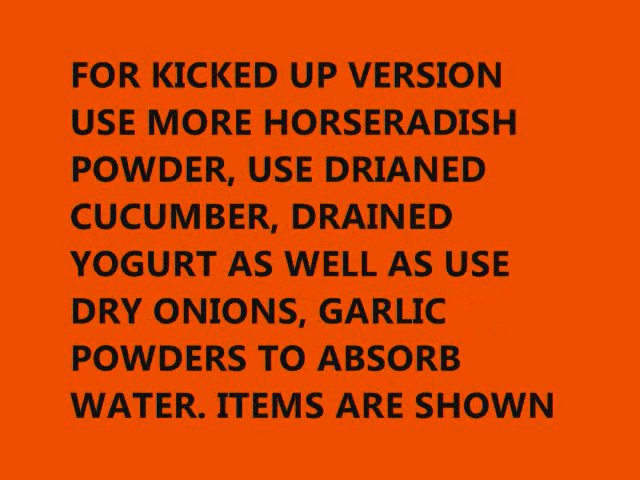 FOR KICKED UP VERSION
USE MORE HORSERADISH
POWDER, USE DRIANED
CUCUMBER, DRAINED
YOGURT AS WELL AS USE
DRY ONIONS, GARLIC
POWDERS TO ABSORB
WATER. ITEMS ARE SHOWN